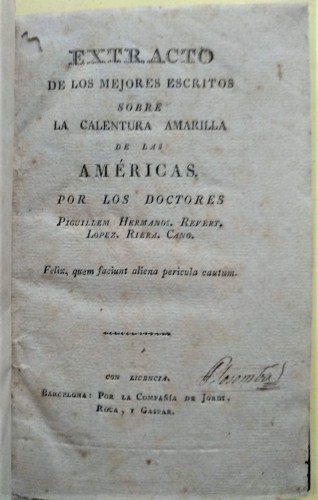 EXTRACTO
DE LOS MEJORES ESCRITOS
SOBRE
LA CALENTURA AMARILLA
DE LAS
AMÉRICAS,
POR LOS DOCTORES
PIGUILLEM HERMANOS. REVERT,
LOPEZ. RIERA. CANO.
Felix, quem faciunt aliena pericula cautum.
CON LICENCIA.
BARCELONA: POR LA COMPAÑÍA DE JORDI,
ROCA, Y GASPAR.